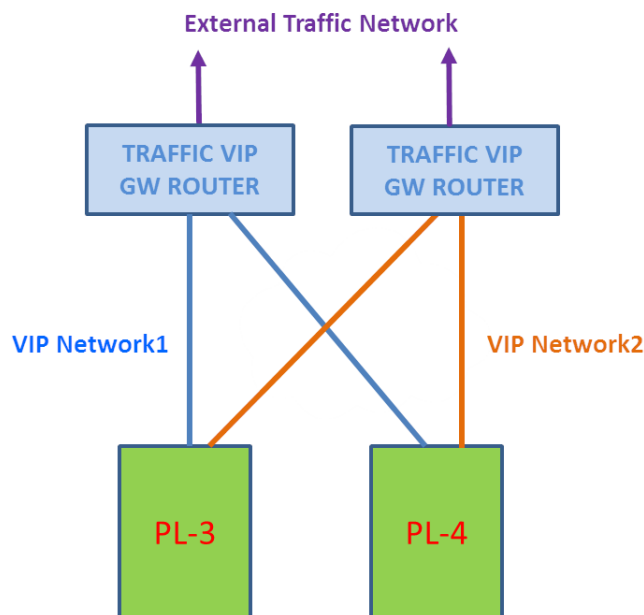 External Traffic Network
TRAFFIC VIP
GW ROUTER
TRAFFIC VIP
GW ROUTER
VIP Network1
VIP Network2
PL-3
PL-4